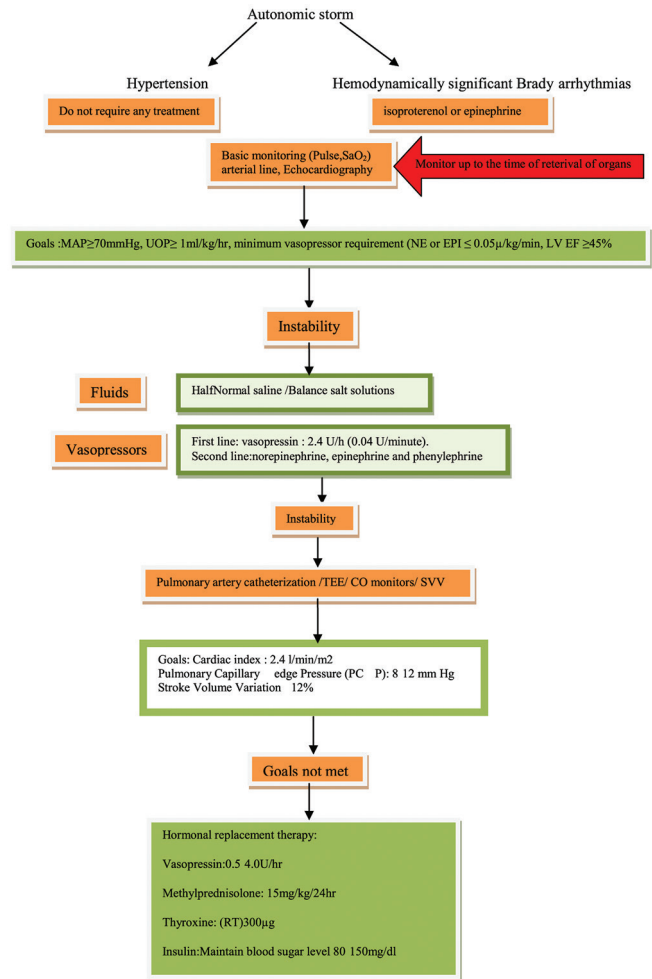 Autonomic storm
Hypertension
Hemodynamically significant Brady arrhythmias
Do not require any treatment
isoproterenol or epinephrine
Basic monitoring (Pulse,SaO₂)
arterial line, Echocardiography
Monitor up to the time of reterival of organs
Goals :MAP≥70mmHg, UOP≥ 1ml/kg/hr, minimum vasopressor requirement (NE or EPI ≤ 0.05µ/kg/min, LV EF ≥45%
Instability
Fluids
HalfNormal saline /Balance salt solutions
Vasopressors
First line: vasopressin : 2.4 U/h (0.04 U/minute).
Second line:norepinephrine, epinephrine and phenylephrine
Instability
Pulmonary artery catheterization /TEE/ CO monitors/ SVV
Goals: Cardiac index : 2.4 l/min/m2
Pulmonary Capillary edge Pressure (PC P): 8 12 mm Hg
Stroke Volume Variation 12%
Goals not met
Hormonal replacement therapy:
Vasopressin:0.5 4.0U/hr
Methylprednisolone: 15mg/kg/24hr
Thyroxine: (RT)300µg
Insulin:Maintain blood sugar level 80 150mg/dl